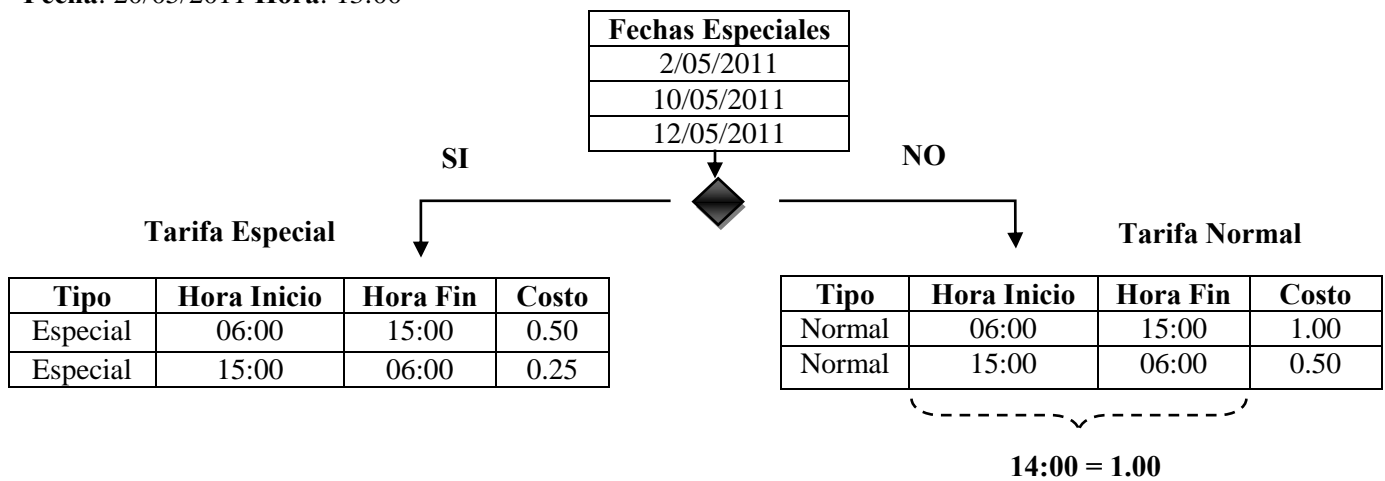 Fechas Especiales
2/05/2011
10/05/2011
12/05/2011
SI
NO
Tarifa Especial
Tipo Hora Inicio Hora Fin Costo
Especial 06:00 15:00 0.50
Especial 15:00 06:00 0.25
Tarifa Normal
Tipo Hora Inicio Hora Fin Costo
Normal 06:00 15:00 1.00
Normal 15:00 06:00 0.50
14:00 = 1.00